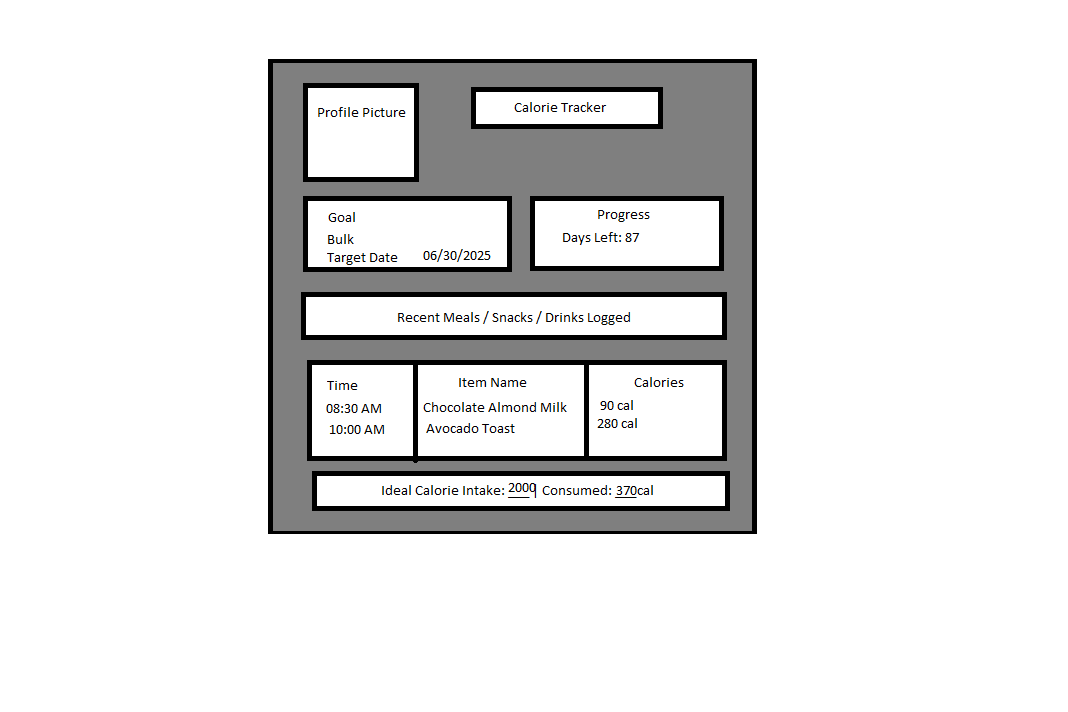 Profile Picture
Calorie Tracker
Goal
Bulk
Target Date 06/30/2025
Progress
Days Left: 87
Recent Meals / Snacks / Drinks Logged
Time Item Name Calories
08:30 AM Chocolate Almond Milk 90 cal
10:00 AM Avocado Toast 280 cal
Ideal Calorie Intake: 2000| Consumed: 370cal